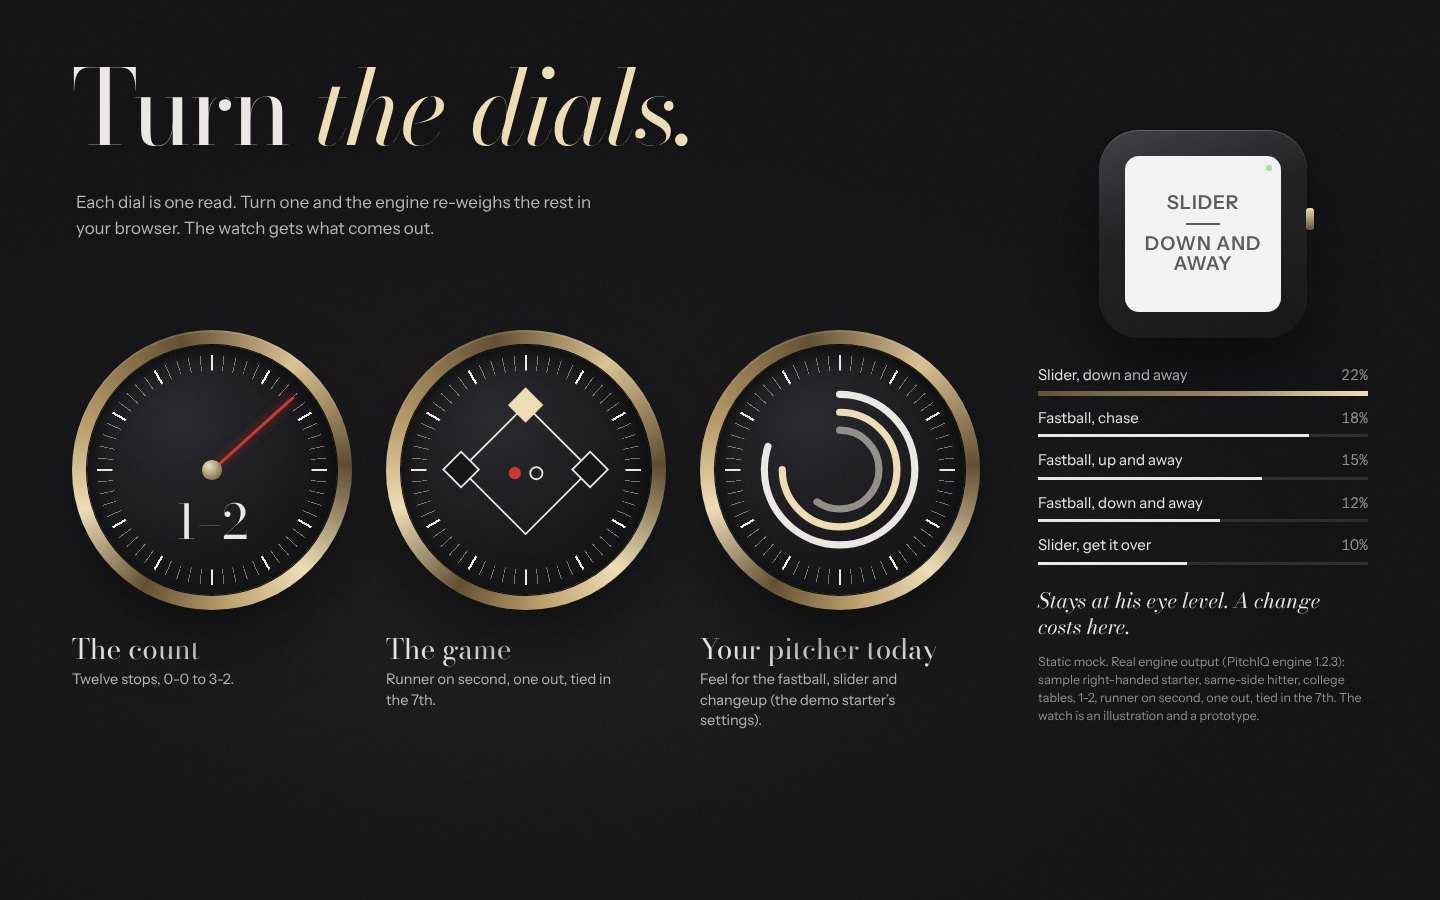 Turn the dials.
Each dial is one read. Turn one and the engine re-weighs the rest in
your browser. The watch gets what comes out.
SLIDER
DOWN AND
AWAY
1–2
The count
Twelve stops, 0-0 to 3-2.
The game
Runner on second, one out, tied in
the 7th.
Your pitcher today
Feel for the fastball, slider and
changeup (the demo starter's
settings).
Slider, down and away 22%
Fastball, chase 18%
Fastball, up and away 15%
Fastball, down and away 12%
Slider, get it over 10%
Stays at his eye level. A change
costs here.
Static mock. Real engine output (PitchIQ engine 1.2.3):
sample right-handed starter, same-side hitter, college
tables, 1-2, runner on second, one out, tied in the 7th. The
watch is an illustration and a prototype.